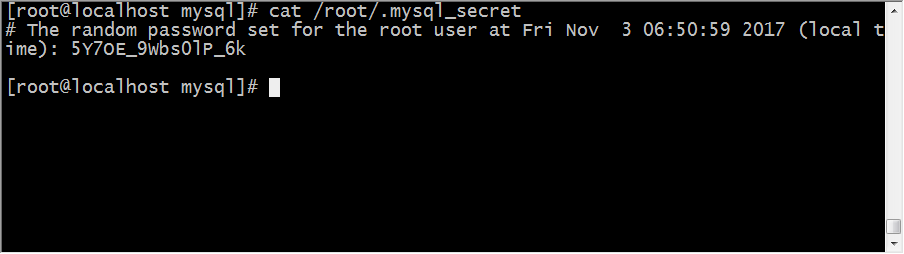 [root@localhost mysql]# cat /root/.mysql_secret
# The random password set for the root user at Fri Nov  3 06:50:59 2017 (local t
ime): 5Y7OE_9WbsOlP_6k
[root@localhost mysql]#